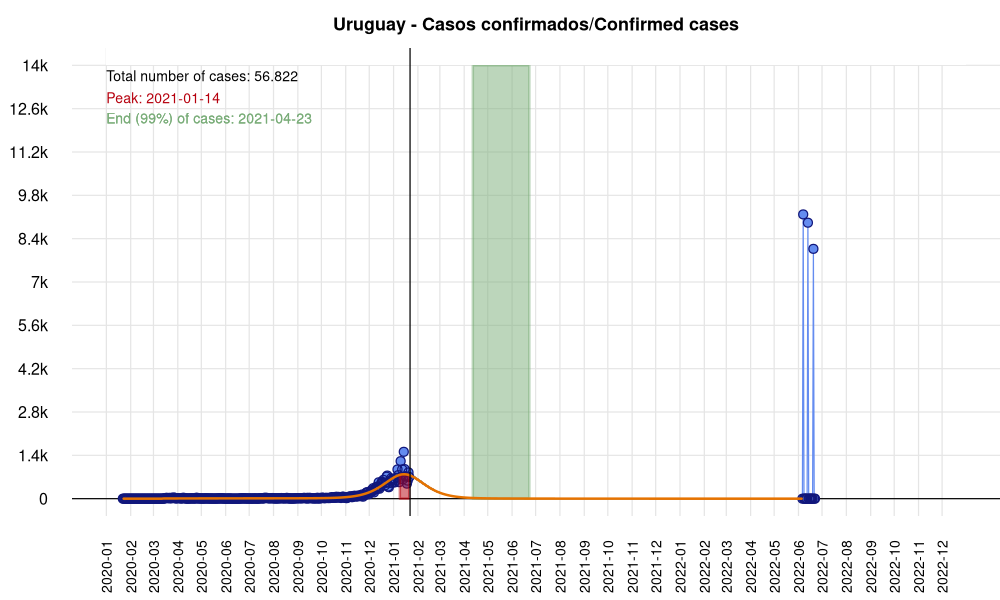 Uruguay - Casos confirmados/Confirmed cases
Total number of cases: 56.822
Peak: 2021-01-14
End (99%) of cases: 2021-04-23
14k
12.6k
11.2k
9.8k
8.4k
7k
5.6k
4.2k
2.8k
1.4k
0
2020-01
2020-02
2020-03
2020-04
2020-05
2020-06
2020-07
2020-08
2020-09
2020-10
2020-11
2020-12
2021-01
2021-02
2021-03
2021-04
2021-05
2021-06
2021-07
2021-08
2021-09
2021-10
2021-11
2021-12
2022-01
2022-02
2022-03
2022-04
2022-05
2022-06
2022-07
2022-08
2022-09
2022-10
2022-11
2022-12